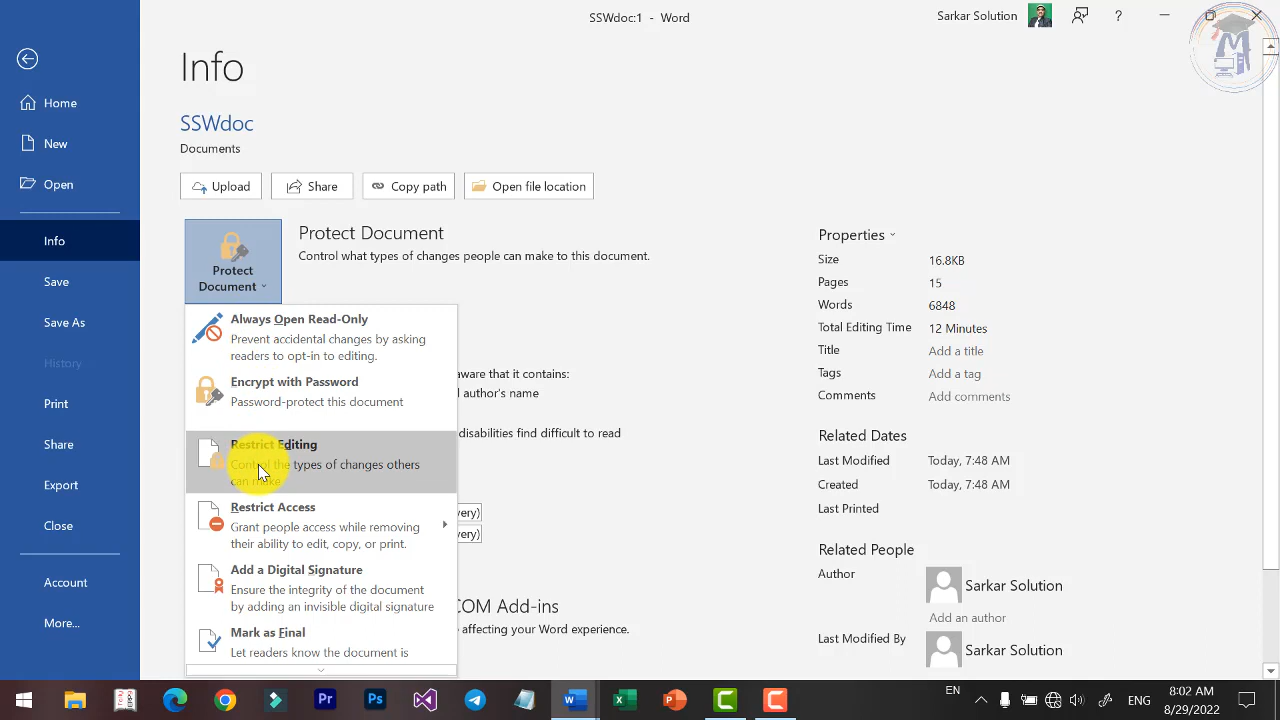 SSWdoc:1 - Word
Sarkar Solution
?
M
Info
SSWdoc
Documents
Home
New
Open
Info
Save
Save As
History
Print
Share
Export
Close
Account
More...
Upload
Share
Copy path
Open file location
Protect
Document
Protect Document
Control what types of changes people can make to this document.
Always Open Read-Only
Prevent accidental changes by asking
readers to opt-in to editing.
Encrypt with Password
Password-protect this document
Restrict Editing
Control the types of changes others
can make
Restrict Access
Grant people access while removing
their ability to edit, copy, or print.
Add a Digital Signature
Ensure the integrity of the document
by adding an invisible digital signature
Mark as Final
Let readers know the document is
aware that it contains:
author's name
disabilities find difficult to read
very)
very)
COM Add-ins
affecting your Word experience.
Properties
Size 16.8KB
Pages 15
Words 6848
Total Editing Time 12 Minutes
Title Add a title
Tags Add a tag
Comments Add comments
Related Dates
Last Modified Today, 7:48 AM
Created Today, 7:48 AM
Last Printed
Related People
Author Sarkar Solution
Add an author
Last Modified By Sarkar Solution
Pr
Ps
EN
ENG
8:02 AM
8/29/2022